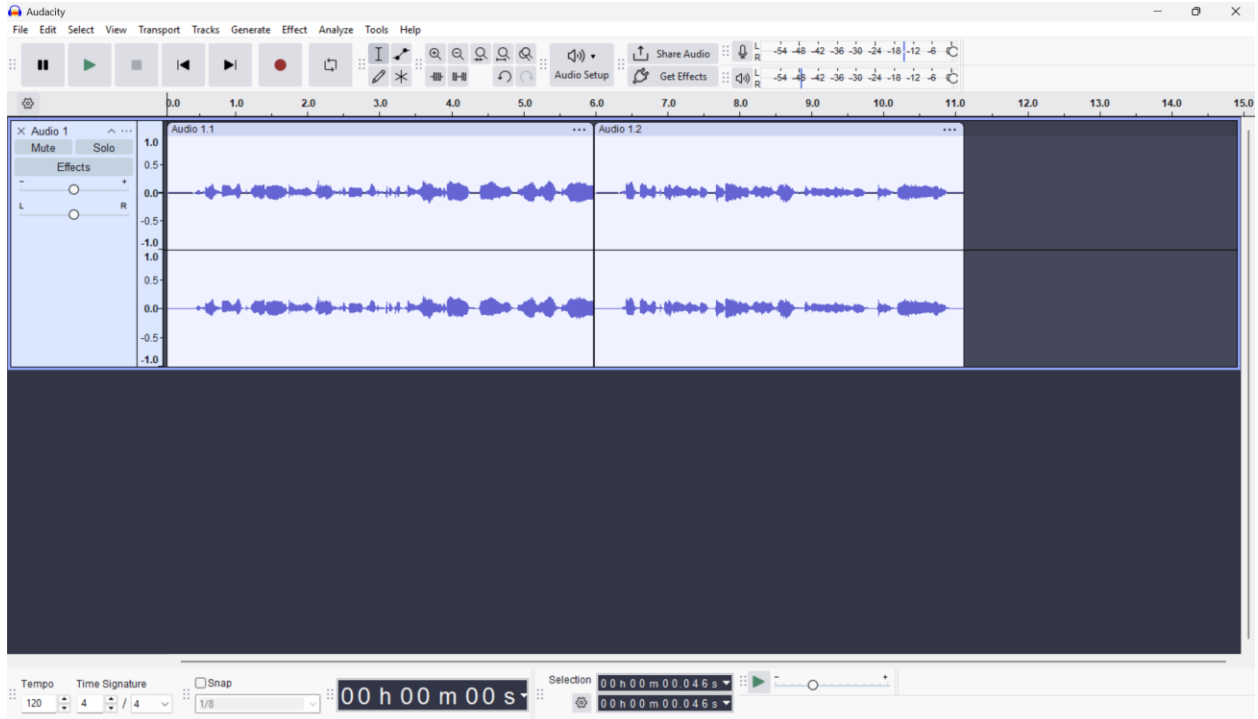 Audacity
File Edit Select View Transport Tracks Generate Effect Analyze Tools Help
Audio Setup
Share Audio
Get Effects
L R -54 -48 -42 -36 -30 -24 -18 -12 -6
L R -54 -48 -42 -36 -30 -24 -18 -12 -6
0.0 1.0 2.0 3.0 4.0 5.0 6.0 7.0 8.0 9.0 10.0 11.0 12.0 13.0 14.0 15.0
Audio 1
Mute Solo
Effects
- +
L R
1.0
0.5
0.0
-0.5
-1.0
1.0
0.5
0.0
-0.5
-1.0
Audio 1.1
Audio 1.2
Tempo
120
Time Signature
4 / 4
Snap
1/8
00 h 00 m 00 s
Selection
00 h 00 m 00.046 s
00 h 00 m 00.046 s
- +